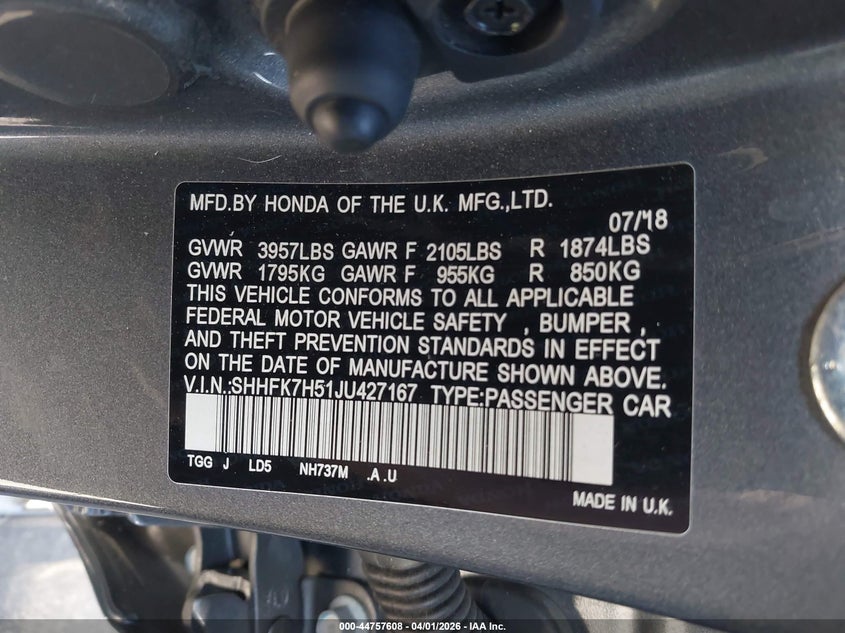 MFD.BY HONDA OF THE U.K. MFG.,LTD.
07/18
GVWR 3957LBS GAWR F 2105LBS R 1874LBS
GVWR 1795KG GAWR F 955KG R 850KG
THIS VEHICLE CONFORMS TO ALL APPLICABLE
FEDERAL MOTOR VEHICLE SAFETY , BUMPER ,
AND THEFT PREVENTION STANDARDS IN EFFECT
ON THE DATE OF MANUFACTURE SHOWN ABOVE.
V.I.N.:SHHFK7H51JU427167 TYPE:PASSENGER CAR
TGG J LD5 NH737M .A .U
MADE IN U.K.
000-44757608 - 04/01/2026 - IAA Inc.